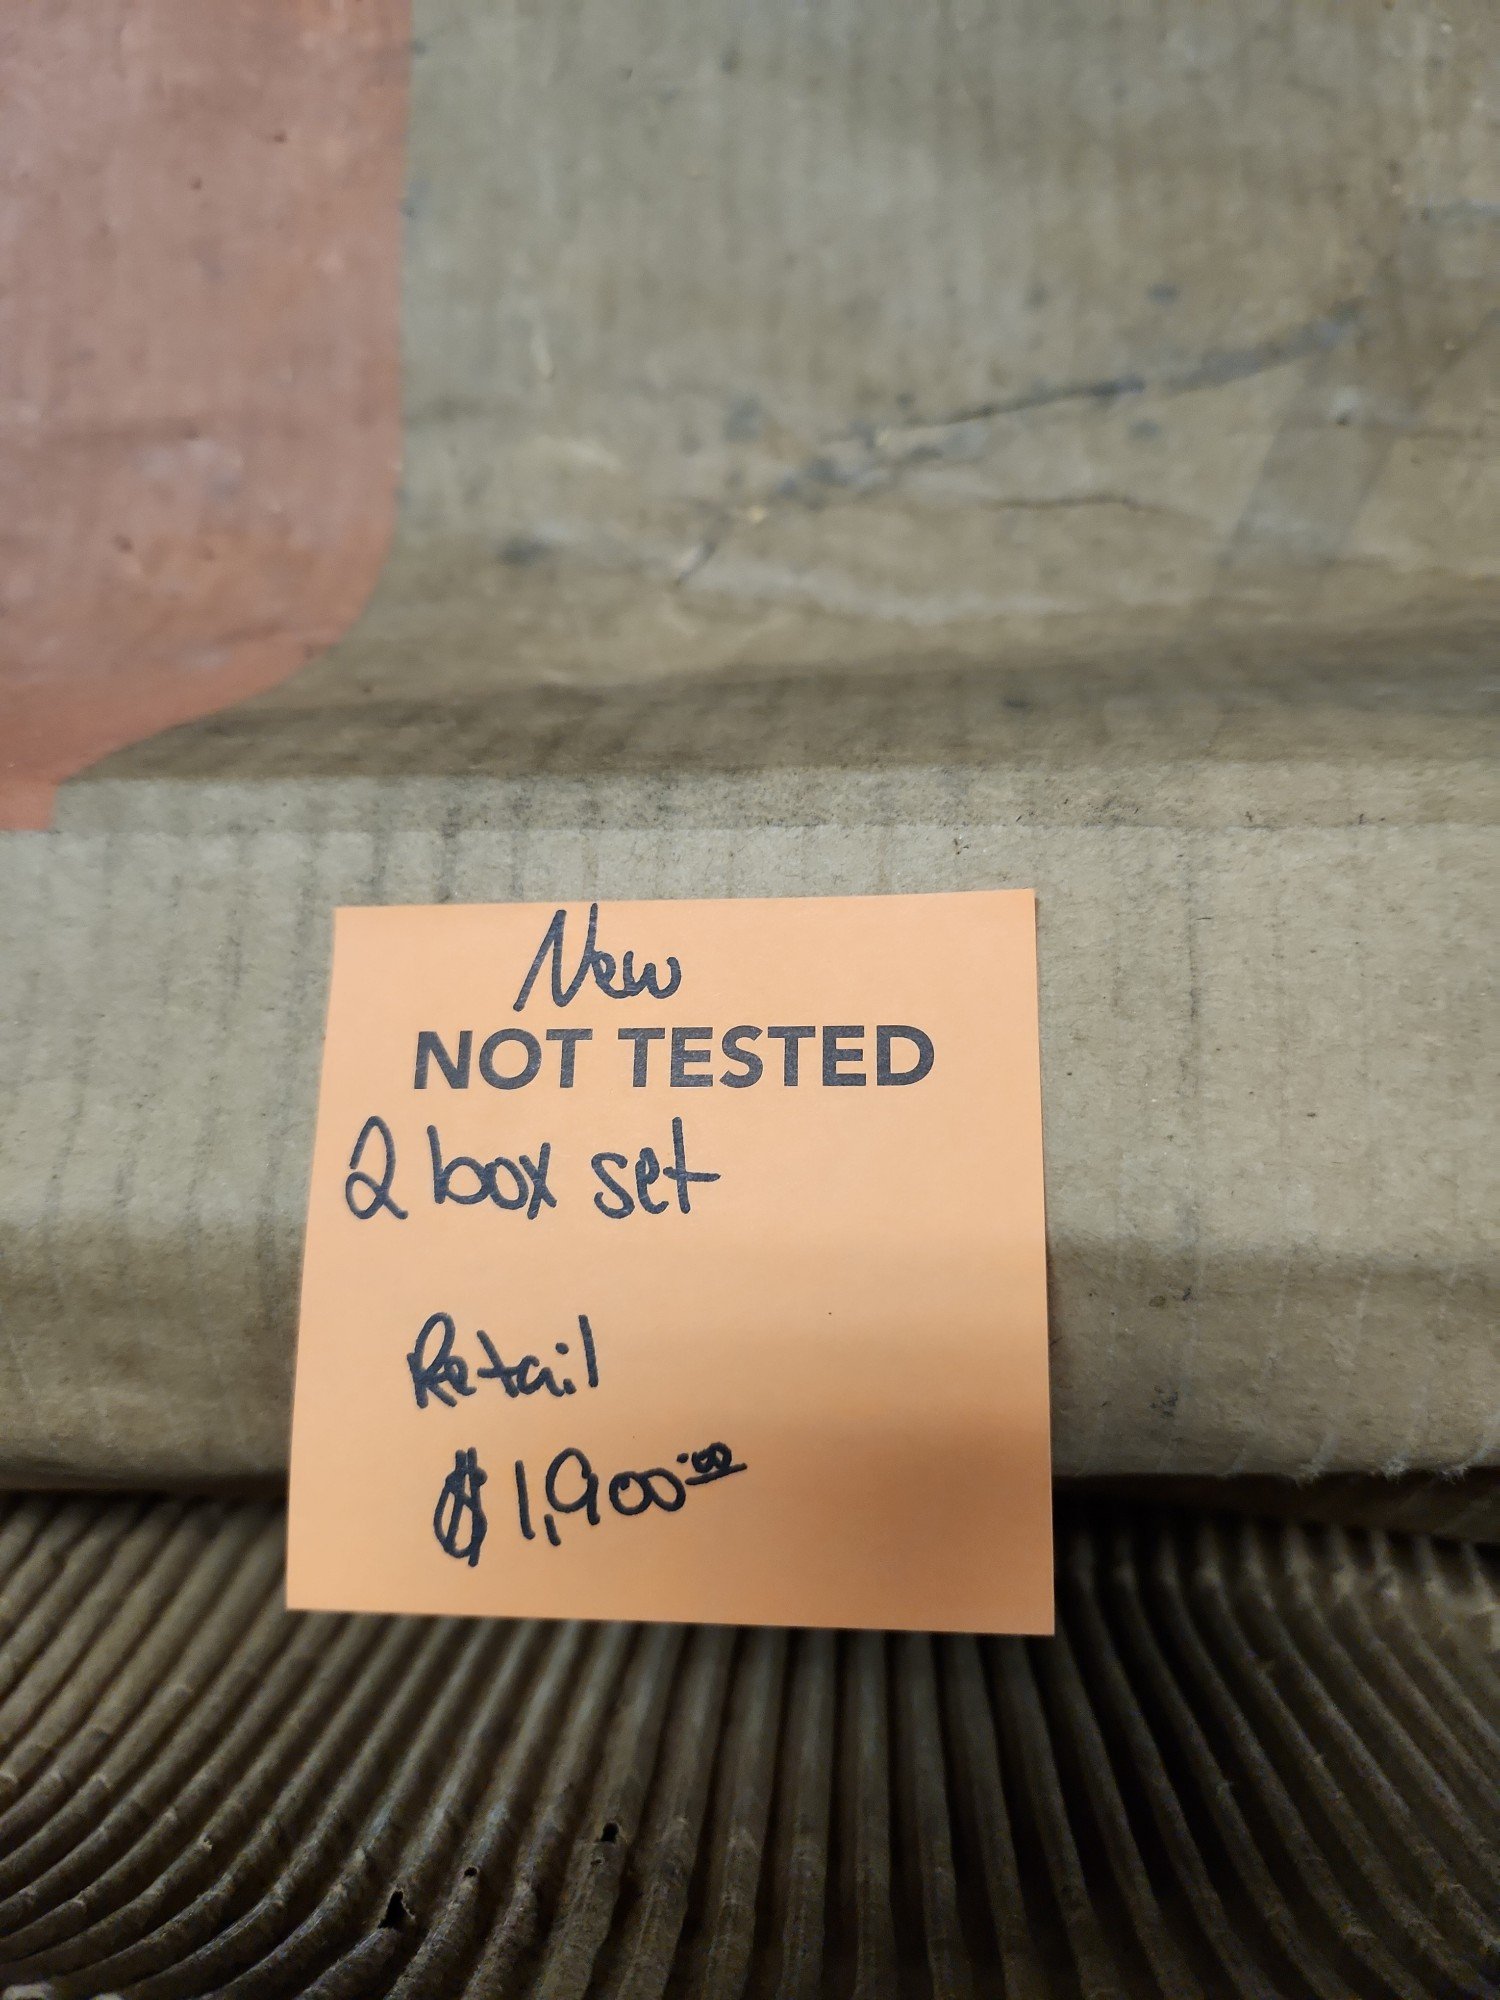 New
NOT TESTED
2 box set
Retail
$1,900.00